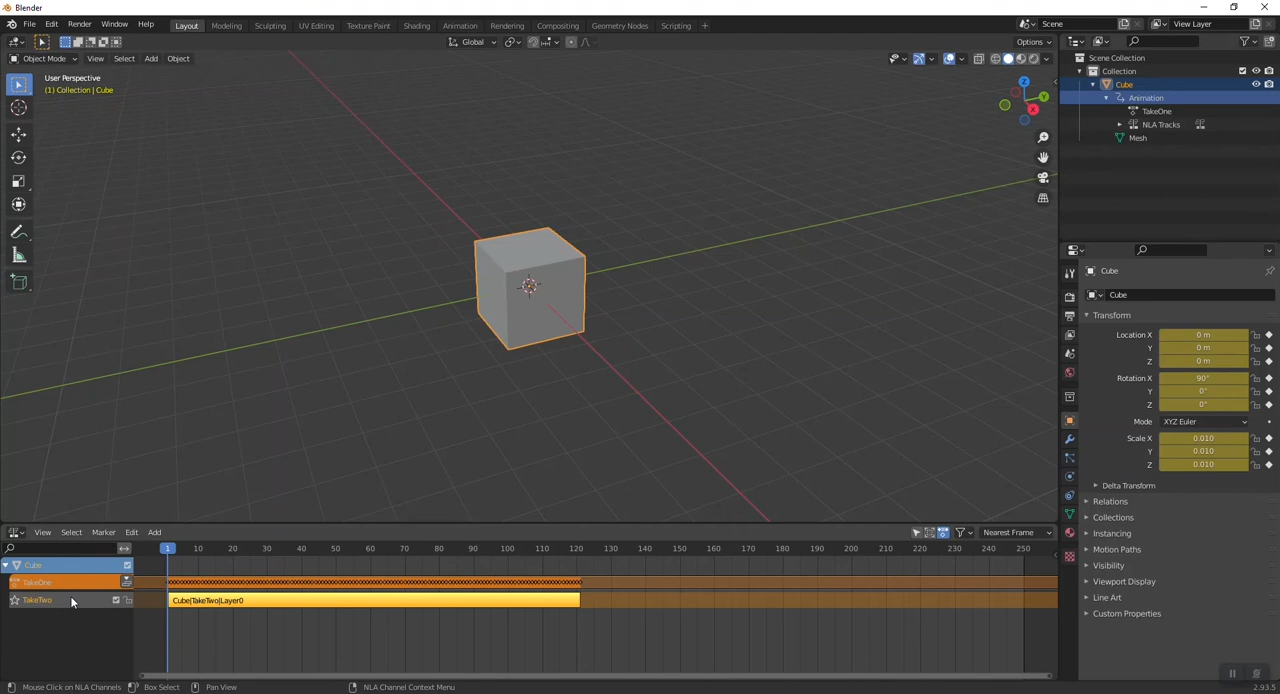 Blender
File Edit Render Window Help Layout Modeling Sculpting UV Editing Texture Paint Shading Animation Rendering Compositing Geometry Nodes Scripting + Scene View Layer
Global Options
Object Mode View Select Add Object
User Perspective
(1) Collection | Cube
Z
Y
X
Scene Collection
Collection
Cube
Animation
TakeOne
NLA Tracks
Mesh
Cube
Cube
Transform
Location X 0 m
Y 0 m
Z 0 m
Rotation X 90°
Y 0°
Z 0°
Mode XYZ Euler
Scale X 0.010
Y 0.010
Z 0.010
Delta Transform
Relations
Collections
Instancing
Motion Paths
Visibility
Viewport Display
Line Art
Custom Properties
View Select Marker Edit Add Nearest Frame
1 10 20 30 40 50 60 70 80 90 100 110 120 130 140 150 160 170 180 190 200 210 220 230 240 250
Cube
TakeOne
TakeTwo Cube|TakeTwo|Layer0
Mouse Click on NLA Channels Box Select Pan View NLA Channel Context Menu 2.93.5